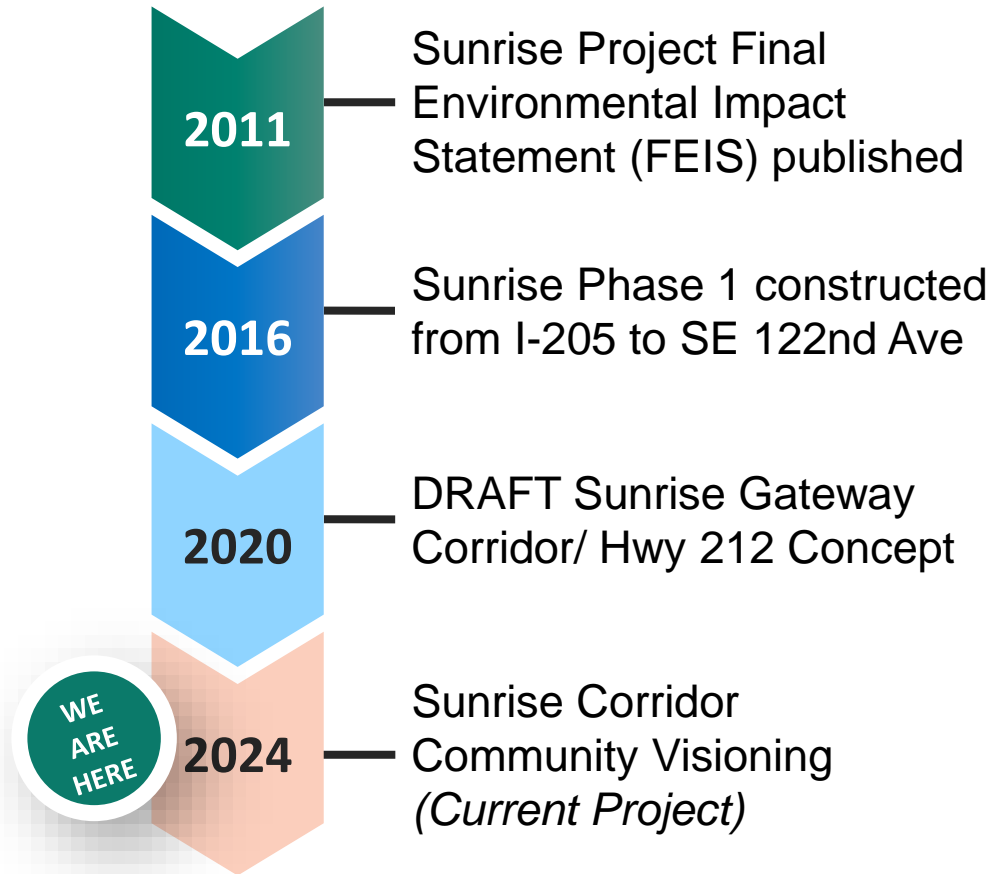 2011
Sunrise Project Final
Environmental Impact
Statement (FEIS) published
2016
Sunrise Phase 1 constructed
from I-205 to SE 122nd Ave
2020
DRAFT Sunrise Gateway
Corridor/ Hwy 212 Concept
WE
ARE
HERE
2024
Sunrise Corridor
Community Visioning
(Current Project)